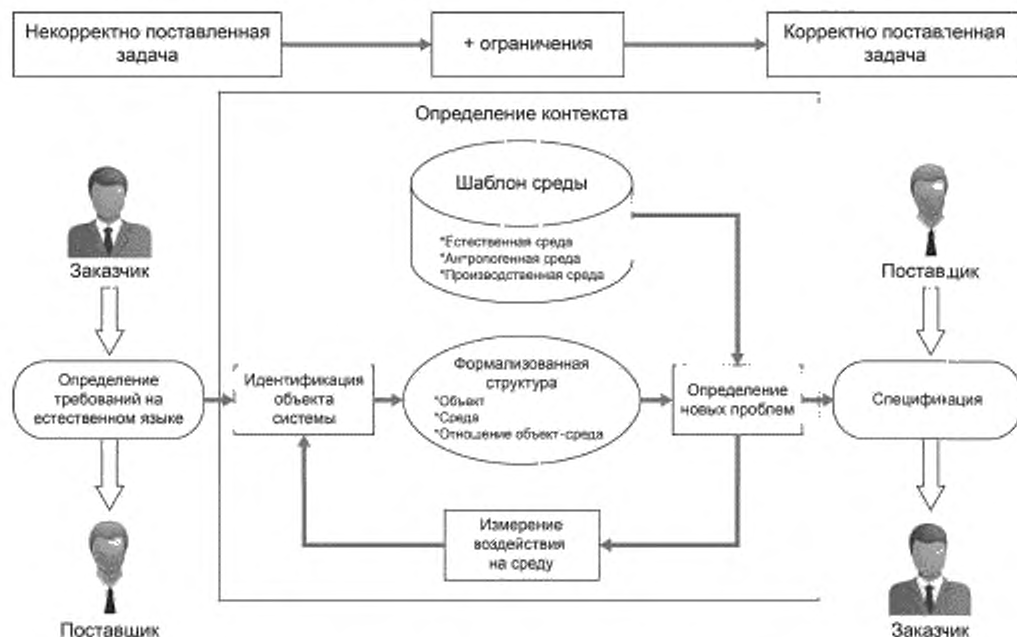 Некорректно поставленная
задача
+ ограничения
Корректно поставленная
задача
Определение контекста
Шаблон среды
*Естественная среда
*Антропогенная среда
*Производственная среда
Заказчик
Поставщик
Определение
требований на
естественном языке
Идентификация
объекта
системы
Формализованная
структура
*Объект
*Среда
*Отношение объект-среда
Определение
новых проблем
Спецификация
Измерение
воздействия
на среду
Поставщик
Заказчик